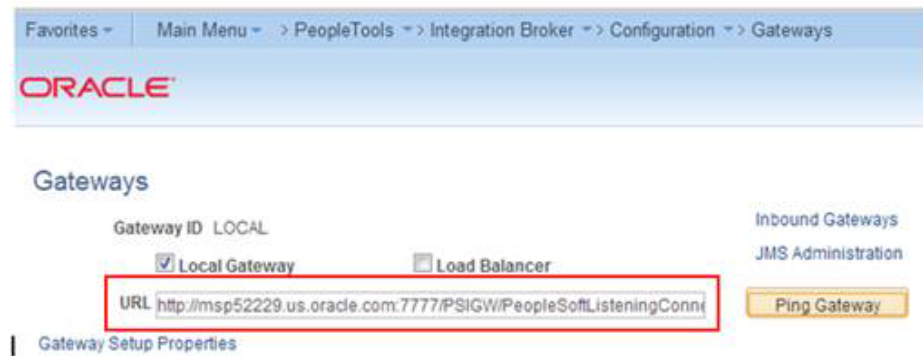 Favorites Main Menu > PeopleTools > Integration Broker > Configuration > Gateways
ORACLE
Gateways
Gateway ID LOCAL
Inbound Gateways
Local Gateway Load Balancer
JMS Administration
URL http://msp52229.us.oracle.com:7777/PSIGW/PeopleSoftListeningConne
Ping Gateway
Gateway Setup Properties